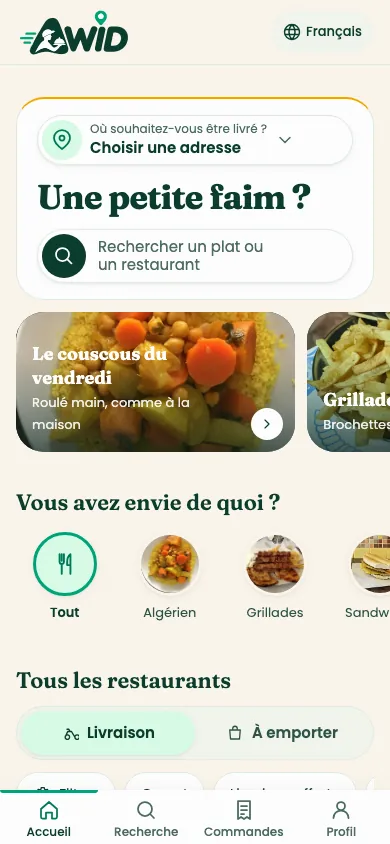 AWID
Français
Où souhaitez-vous être livré ?
Choisir une adresse
Une petite faim ?
Rechercher un plat ou
un restaurant
Le couscous du
vendredi
Roulé main, comme à la
maison
Brochettes
Vous avez envie de quoi ?
Tout
Algérien
Grillades
Tous les restaurants
Livraison
À emporter
Accueil
Recherche
Commandes
Profil